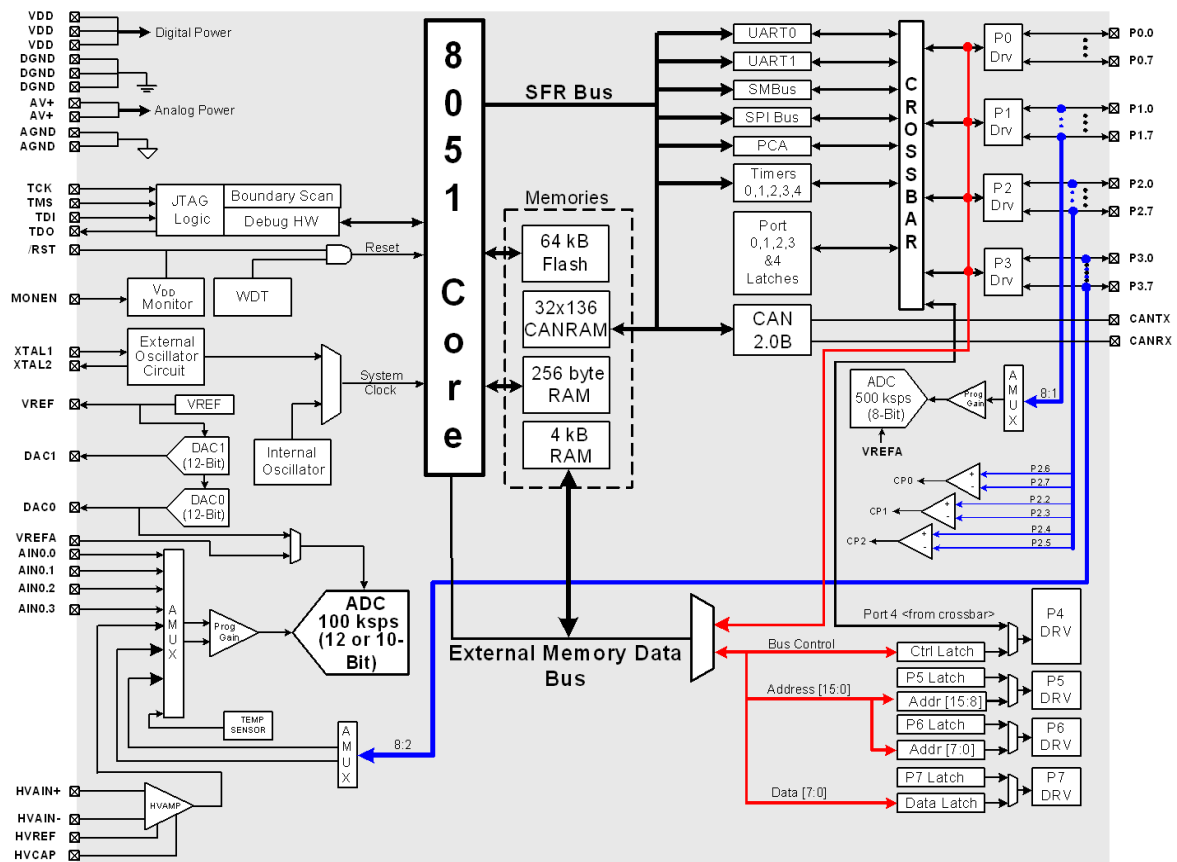 VDD
VDD
VDD
DGND
DGND
DGND
AV+
AV+
AGND
AGND
Digital Power
Analog Power
TCK
TMS
TDI
TDO
/RST
MONEN
XTAL1
XTAL2
VREF
DAC1
DAC0
VREFA
AIN0.0
AIN0.1
AIN0.2
AIN0.3
HVAIN+
HVAIN-
HVREF
HVCAP
JTAG
Logic
Boundary Scan
Debug HW
Reset
VDD
Monitor
WDT
External
Oscillator
Circuit
System
Clock
Internal
Oscillator
VREF
DAC1
(12-Bit)
DAC0
(12-Bit)
AMUX
Prog
Gain
ADC
100 ksps
(12 or 10-
Bit)
TEMP
SENSOR
AMUX
8:2
HVAMP
8051 Core
SFR Bus
Memories
64 kB
Flash
32x136
CANRAM
256 byte
RAM
4 kB
RAM
External Memory Data
Bus
UART0
UART1
SMBus
SPI Bus
PCA
Timers
0,1,2,3,4
Port
0,1,2,3
&4
Latches
CAN
2.0B
CROSSBAR
P0
Drv
P1
Drv
P2
Drv
P3
Drv
P0.0
P0.7
P1.0
P1.7
P2.0
P2.7
P3.0
P3.7
CANTX
CANRX
ADC
500 ksps
(8-Bit)
VREFA
Prog
Gain
AMUX
8:1
CP0
+
-
P2.6
P2.7
CP1
+
-
P2.2
P2.3
CP2
+
-
P2.4
P2.5
Port 4 <from crossbar>
Bus Control
Ctrl Latch
P4
DRV
Address [15:0]
P5 Latch
Addr [15:8]
P5
DRV
P6 Latch
Addr [7:0]
P6
DRV
Data [7:0]
P7 Latch
Data Latch
P7
DRV